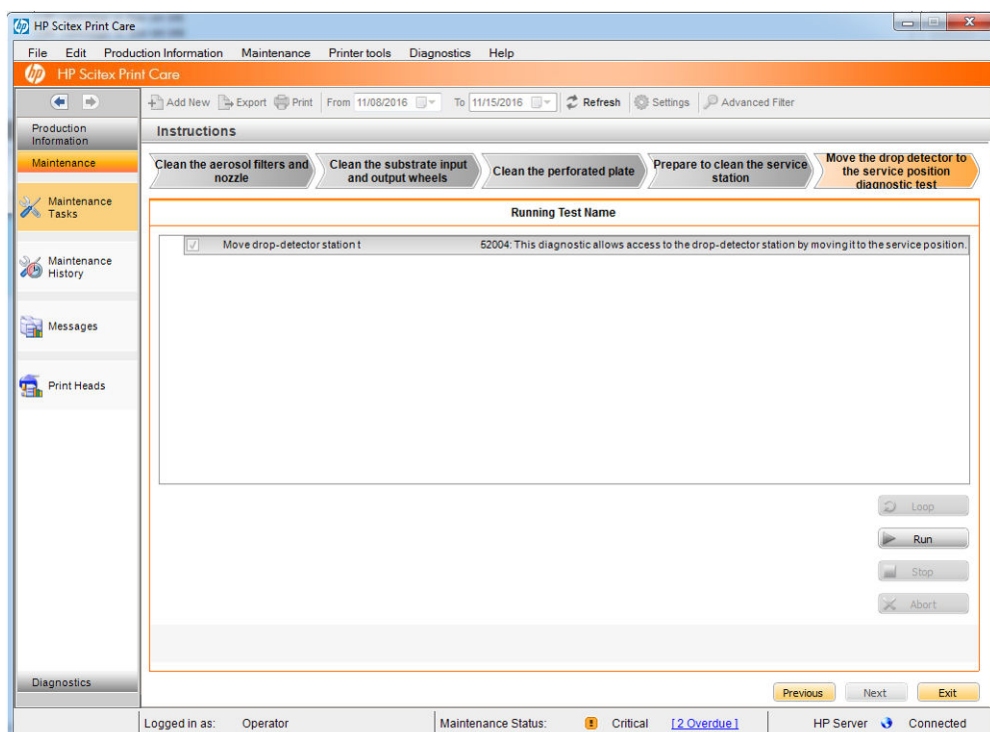 HP Scitex Print Care
File Edit Production Information Maintenance Printer tools Diagnostics Help
hp HP Scitex Print Care
Add New Export Print From 11/08/2016 To 11/15/2016 Refresh Settings Advanced Filter
Production
Information
Instructions
Maintenance
Clean the aerosol filters and
nozzle
Clean the substrate input
and output wheels
Clean the perforated plate
Prepare to clean the service
station
Move the drop detector to
the service position
diagnostic test
Maintenance
Tasks
Running Test Name
Move drop-detector station t 52004: This diagnostic allows access to the drop-detector station by moving it to the service position.
Maintenance
History
Messages
Print Heads
Loop
Run
Stop
Abort
Diagnostics
Previous Next Exit
Logged in as: Operator Maintenance Status: Critical [ 2 Overdue ] HP Server Connected